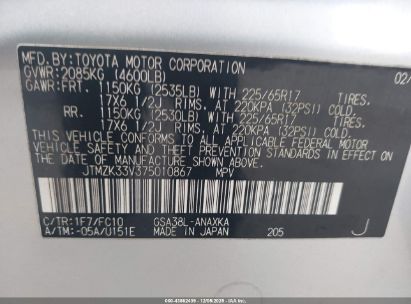 MFD.BY: TOYOTA MOTOR CORPORATION 02
GVWR: 2085KG (4600LB)
GAWR: FRT. 1150KG (2535LB) WITH 225/65R17 TIRES.
17X6 1/2J RIMS. AT 220KPA (32PSI) COLD.
RR. 1150KG (2530LB) WITH 225/65R17 TIRES.
17X6 1/2J RIMS. AT 220KPA (32PSI) COLD.
THIS VEHICLE CONFORMS TO ALL APPLICABLE FEDERAL MOTOR
VEHICLE SAFETY STANDARDS IN EFFECT ON THE
DATE OF MANUFACTURE SHOWN ABOVE.
JTMZK33V375010867 MPV
C/TR:1F7/FC10 GSA38L-ANAXKA
A/TM:-05A/U151E MADE IN JAPAN 205 J